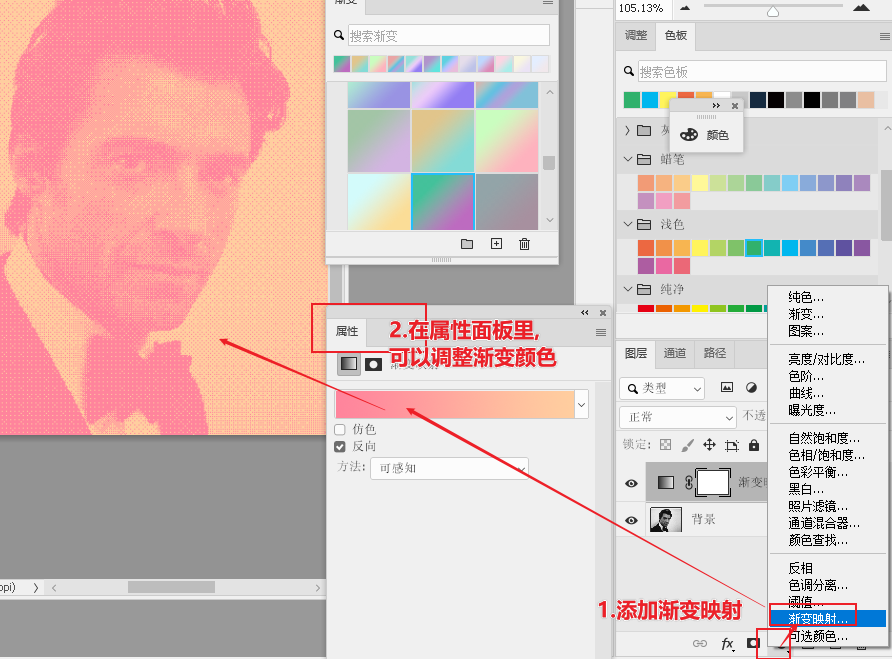 渐变
搜索渐变
105.13%
调整 色板
搜索色板
颜色
蜡笔
浅色
纯净
属性
2.在属性面板里,
可以调整渐变颜色
仿色
反向
方法: 可感知
图层 通道 路径
类型
正常 不透
锁定:
渐变
背景
纯色...
渐变...
图案...
亮度/对比度...
色阶...
曲线...
曝光度...
自然饱和度...
色相/饱和度...
色彩平衡...
黑白...
照片滤镜...
通道混合器...
颜色查找...
反相
色调分离...
阈值...
渐变映射...
可选颜色...
1.添加渐变映射
ppi)
fx